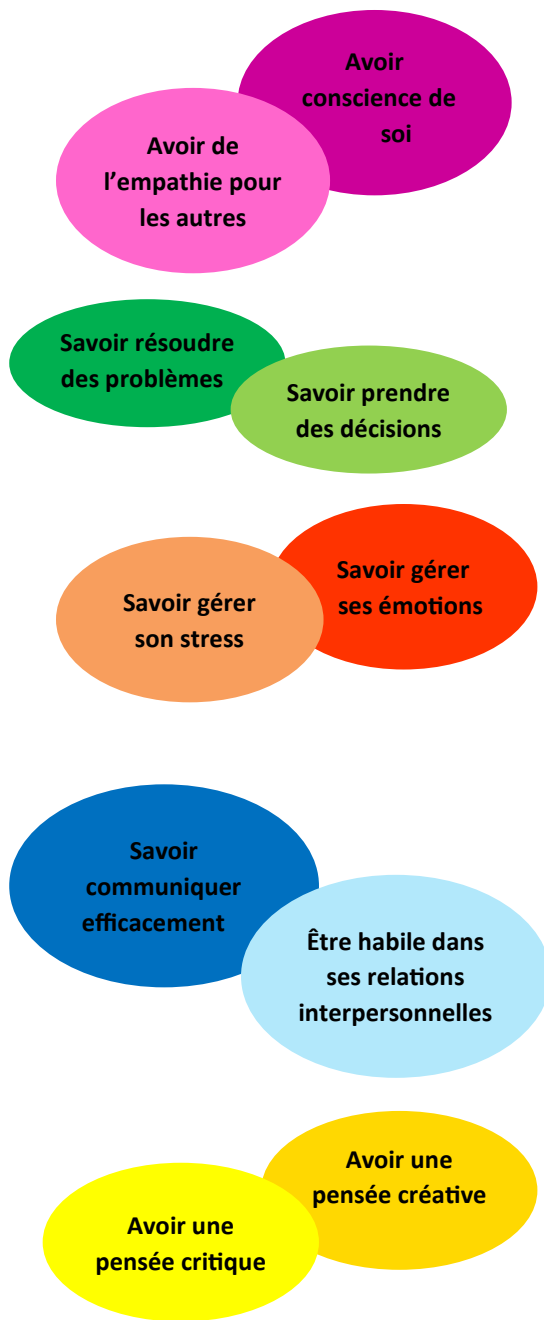 Avoir
conscience de
soi
Avoir de
l’empathie pour
les autres
Savoir résoudre
des problèmes
Savoir prendre
des décisions
Savoir gérer
ses émotions
Savoir gérer
son stress
Savoir
communiquer
efficacement
Être habile dans
ses relations
interpersonnelles
Avoir une
pensée créative
Avoir une
pensée critique